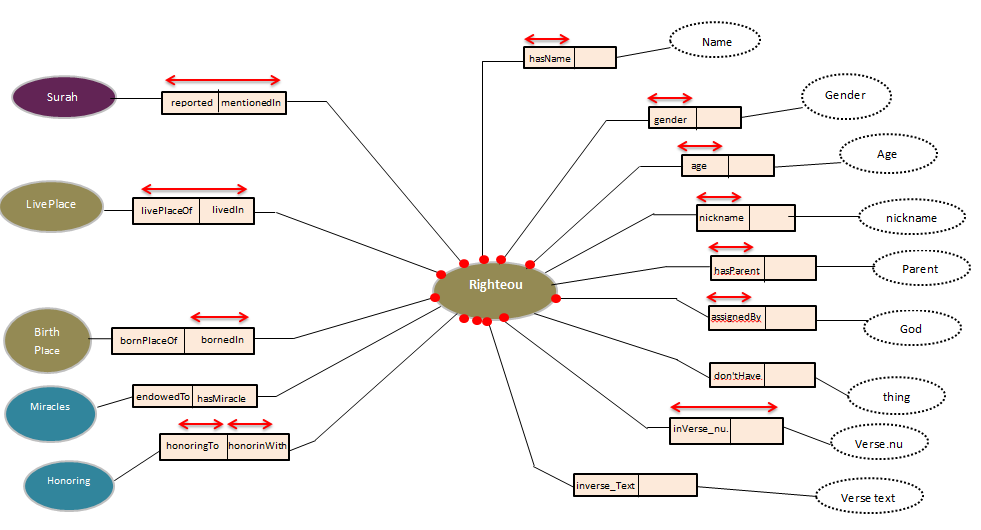 Name
hasName
Surah
reported
mentionedIn
Gender
gender
Age
age
LivePlace
livePlaceOf
livedIn
nickname
nickname
Righteou
hasParent
Parent
assignedBy
God
Birth
Place
bornPlaceOf
bornedIn
don'tHave
thing
Miracles
endowedTo
hasMiracle
inVerse_nu.
Verse.nu
honoringTo
honorinWith
Honoring
inverse_Text
Verse text